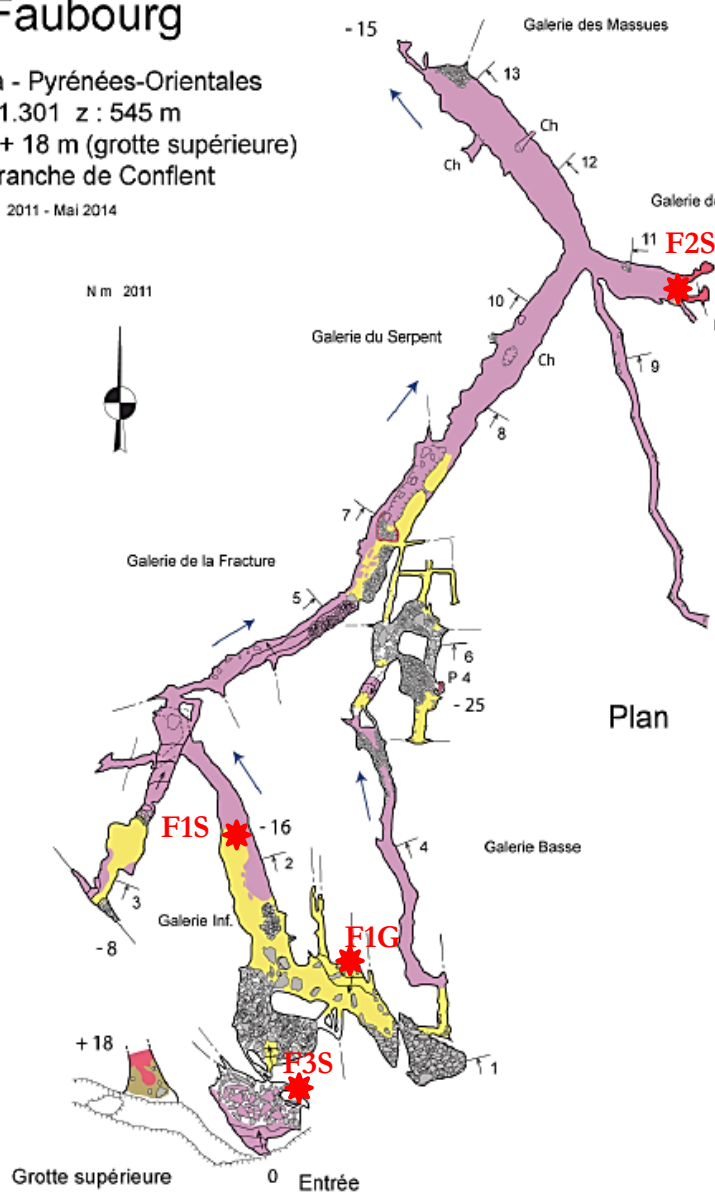 Faubourg
- Pyrénées-Orientales
1.301 z : 545 m
+ 18 m (grotte supérieure)
ranche de Conflent
2011 - Mai 2014
- 15
Galerie des Massues
13
Ch
Ch
12
Galerie de
11
F2S
N m 2011
10
Galerie du Serpent
Ch
9
8
7
Galerie de la Fracture
5
6
P 4
- 25
Plan
F1S
- 16
2
4
Galerie Basse
3
Galerie Inf.
- 8
F1G
+ 18
F3S
1
Grotte supérieure
0
Entrée